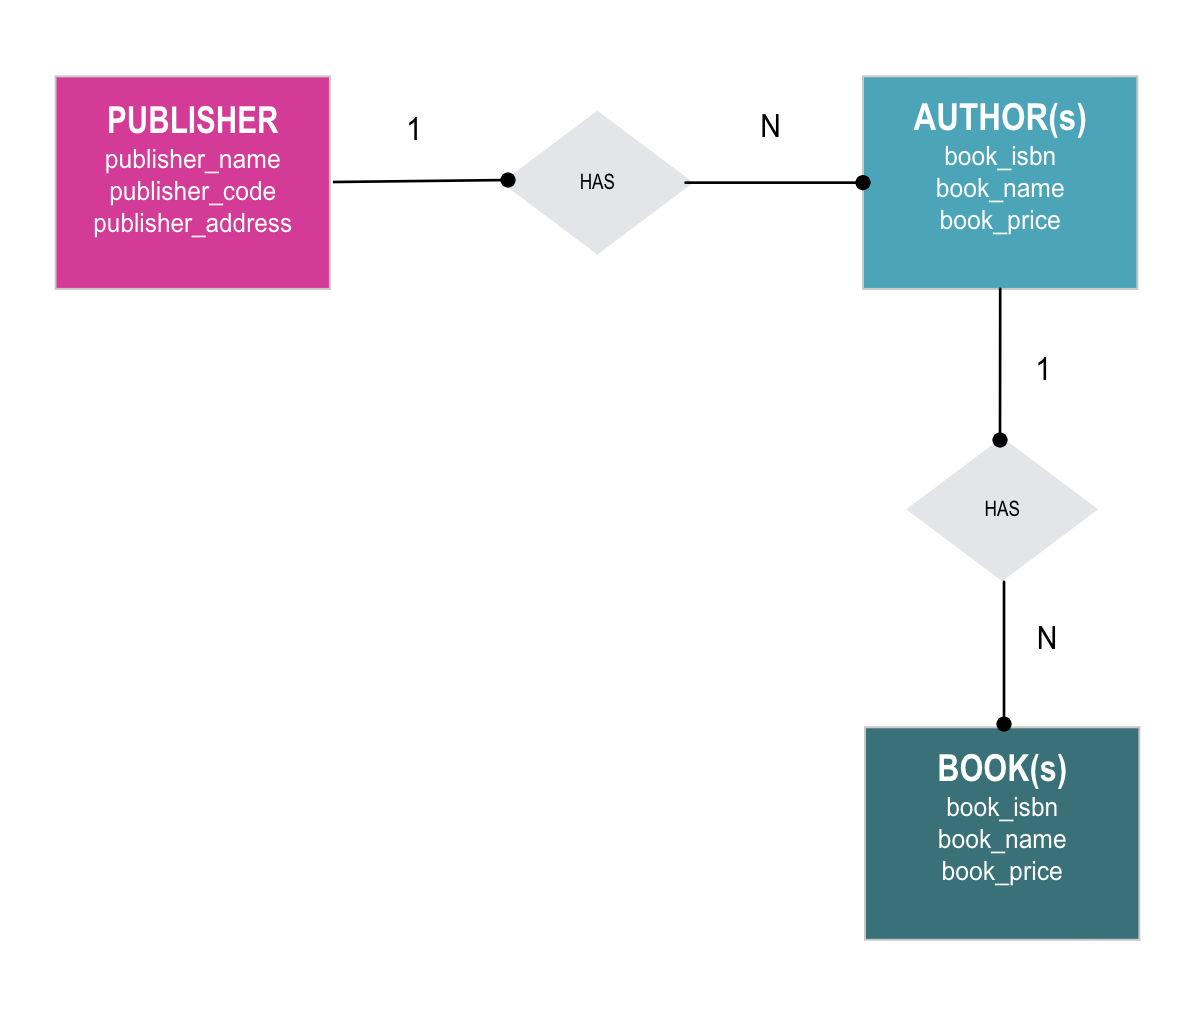 PUBLISHER
publisher_name
publisher_code
publisher_address
1
HAS
N
AUTHOR(s)
book_isbn
book_name
book_price
1
HAS
N
BOOK(s)
book_isbn
book_name
book_price